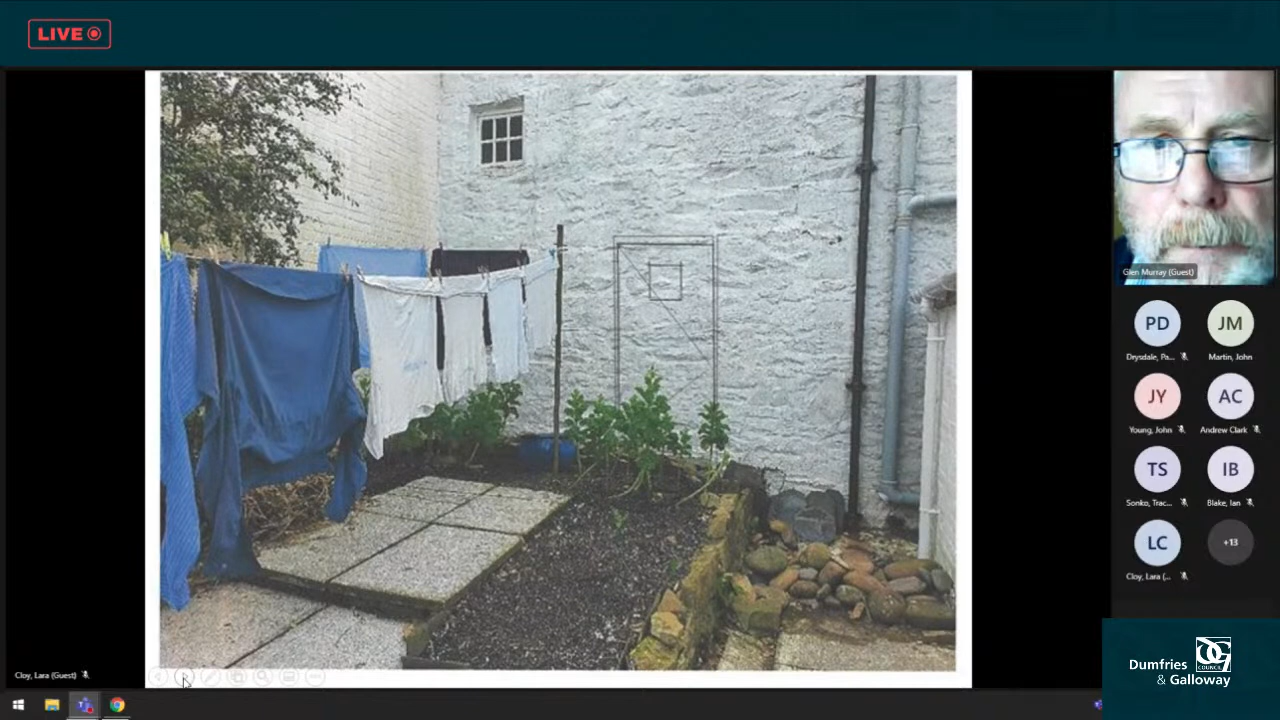 LIVE
Glen Murray (Guest)
PD
JM
Drysdale, Pa...
Martin, John
JY
AC
Young, John
Andrew Clark
TS
IB
Sonko, Trac...
Blake, Ian
LC
+13
Cloy, Lara (...
Cloy, Lara (Guest)
Dumfries
& Galloway
COUNCIL